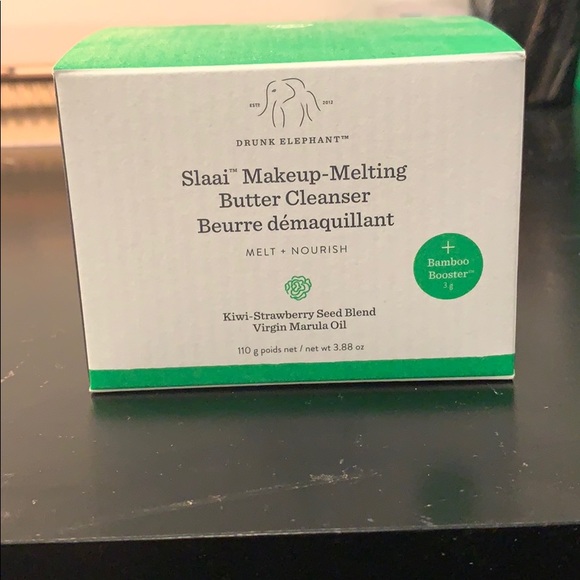 ESTD 2012
DRUNK ELEPHANT™
Slaai™ Makeup-Melting
Butter Cleanser
Beurre démaquillant
MELT + NOURISH
+
Bamboo
Booster™
3 g
Kiwi-Strawberry Seed Blend
Virgin Marula Oil
110 g poids net / net wt 3.88 oz